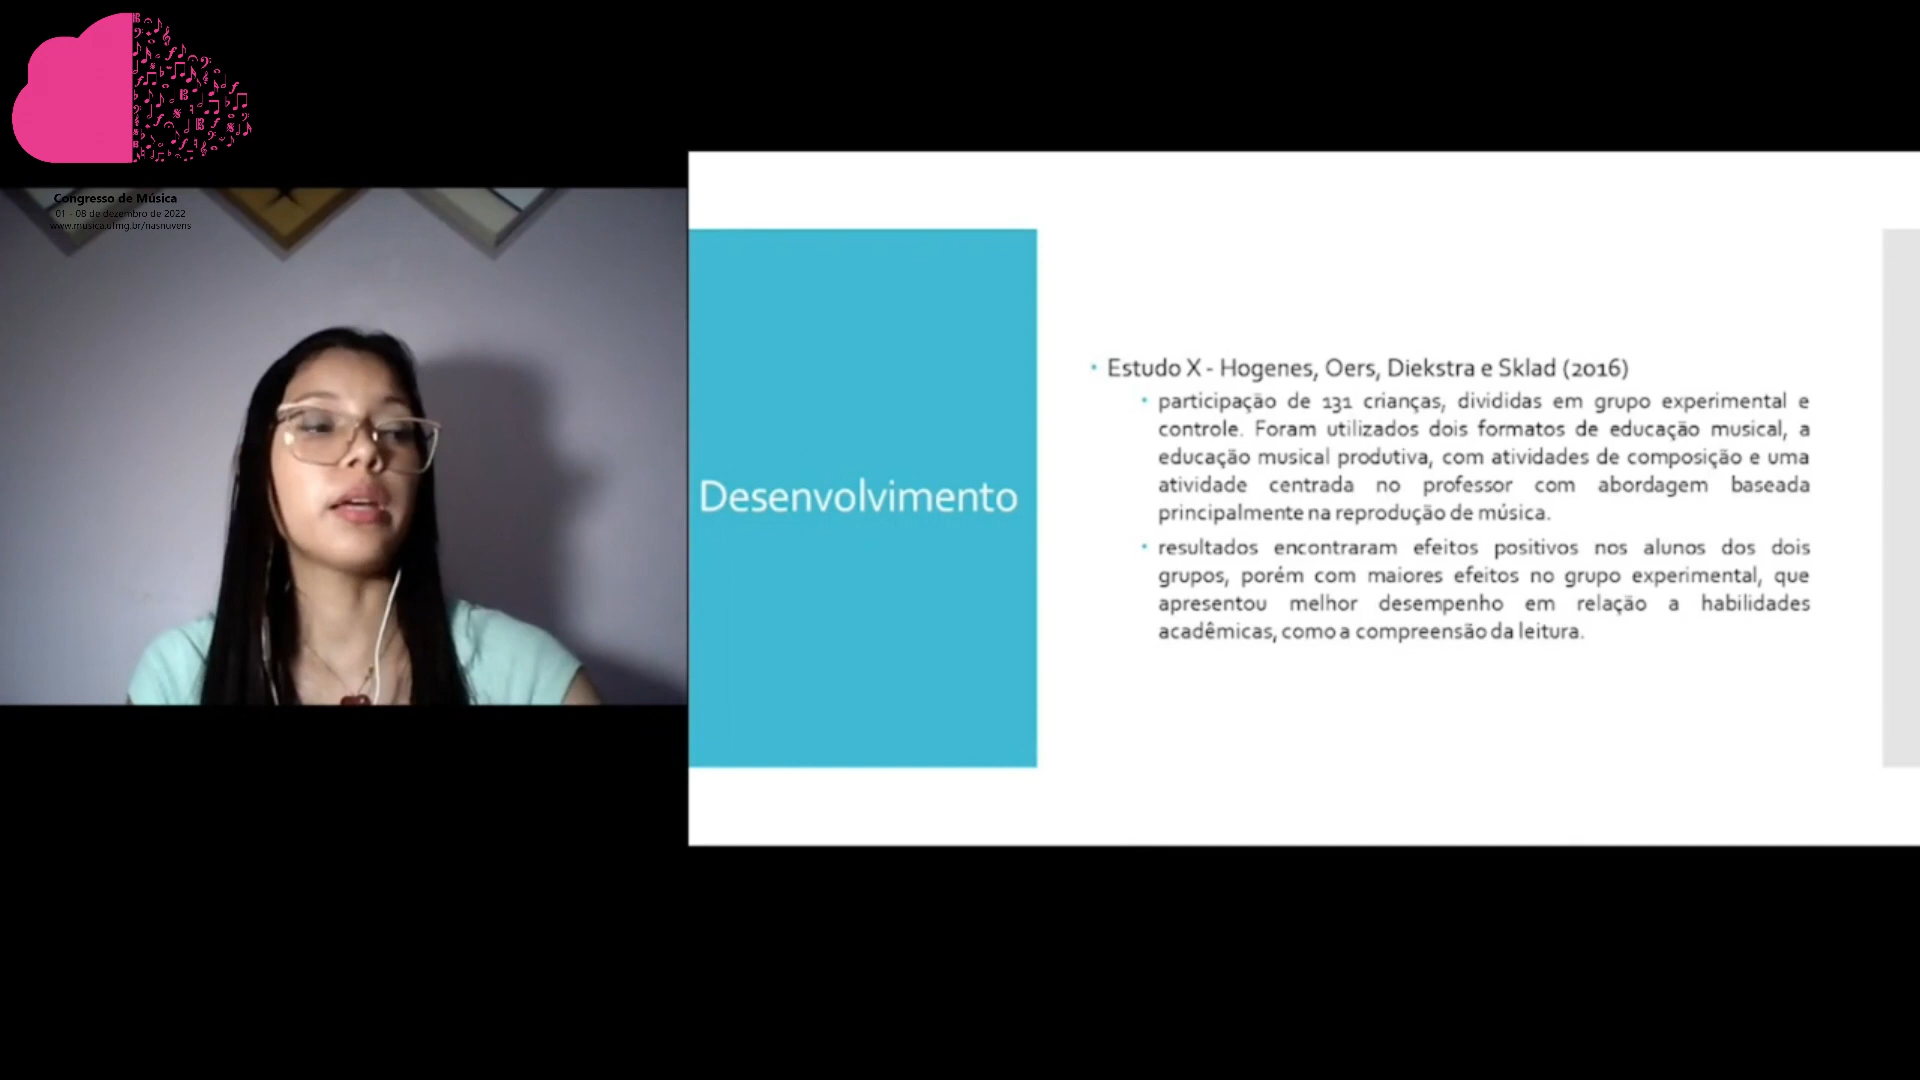 Congresso de Música
01 - 08 de dezembro de 2022
www.musica.ufmg.br/nasnuvens
Desenvolvimento
Estudo X - Hogenes, Oers, Diekstra e Sklad (2016)
participação de 131 crianças, divididas em grupo experimental e
controle. Foram utilizados dois formatos de educação musical, a
educação musical produtiva, com atividades de composição e uma
atividade centrada no professor com abordagem baseada
principalmente na reprodução de música.
resultados encontraram efeitos positivos nos alunos dos dois
grupos, porém com maiores efeitos no grupo experimental, que
apresentou melhor desempenho em relação a habilidades
acadêmicas, como a compreensão da leitura.